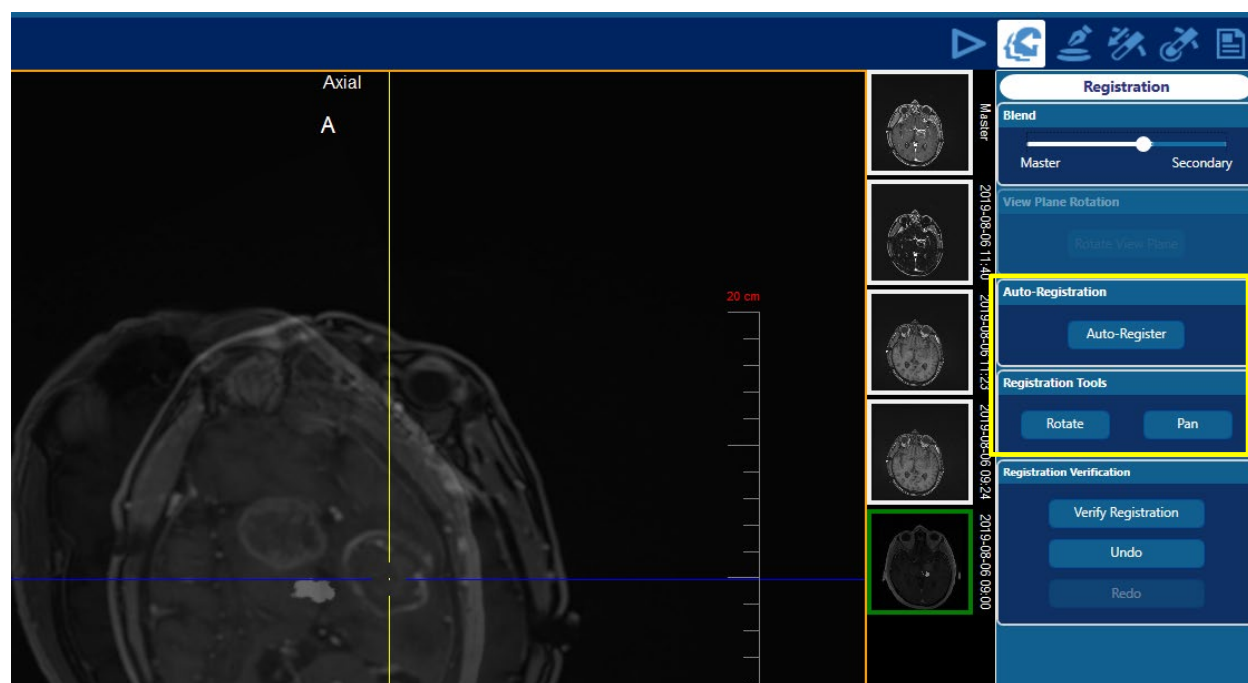 Axial
A
20 cm
Master
2019-08-06 11:40
2019-08-06 11:23
2019-08-06 09:24
2019-08-06 09:00
Registration
Blend
Master Secondary
View Plane Rotation
Rotate View Plane
Auto-Registration
Auto-Register
Registration Tools
Rotate Pan
Registration Verification
Verify Registration
Undo
Redo